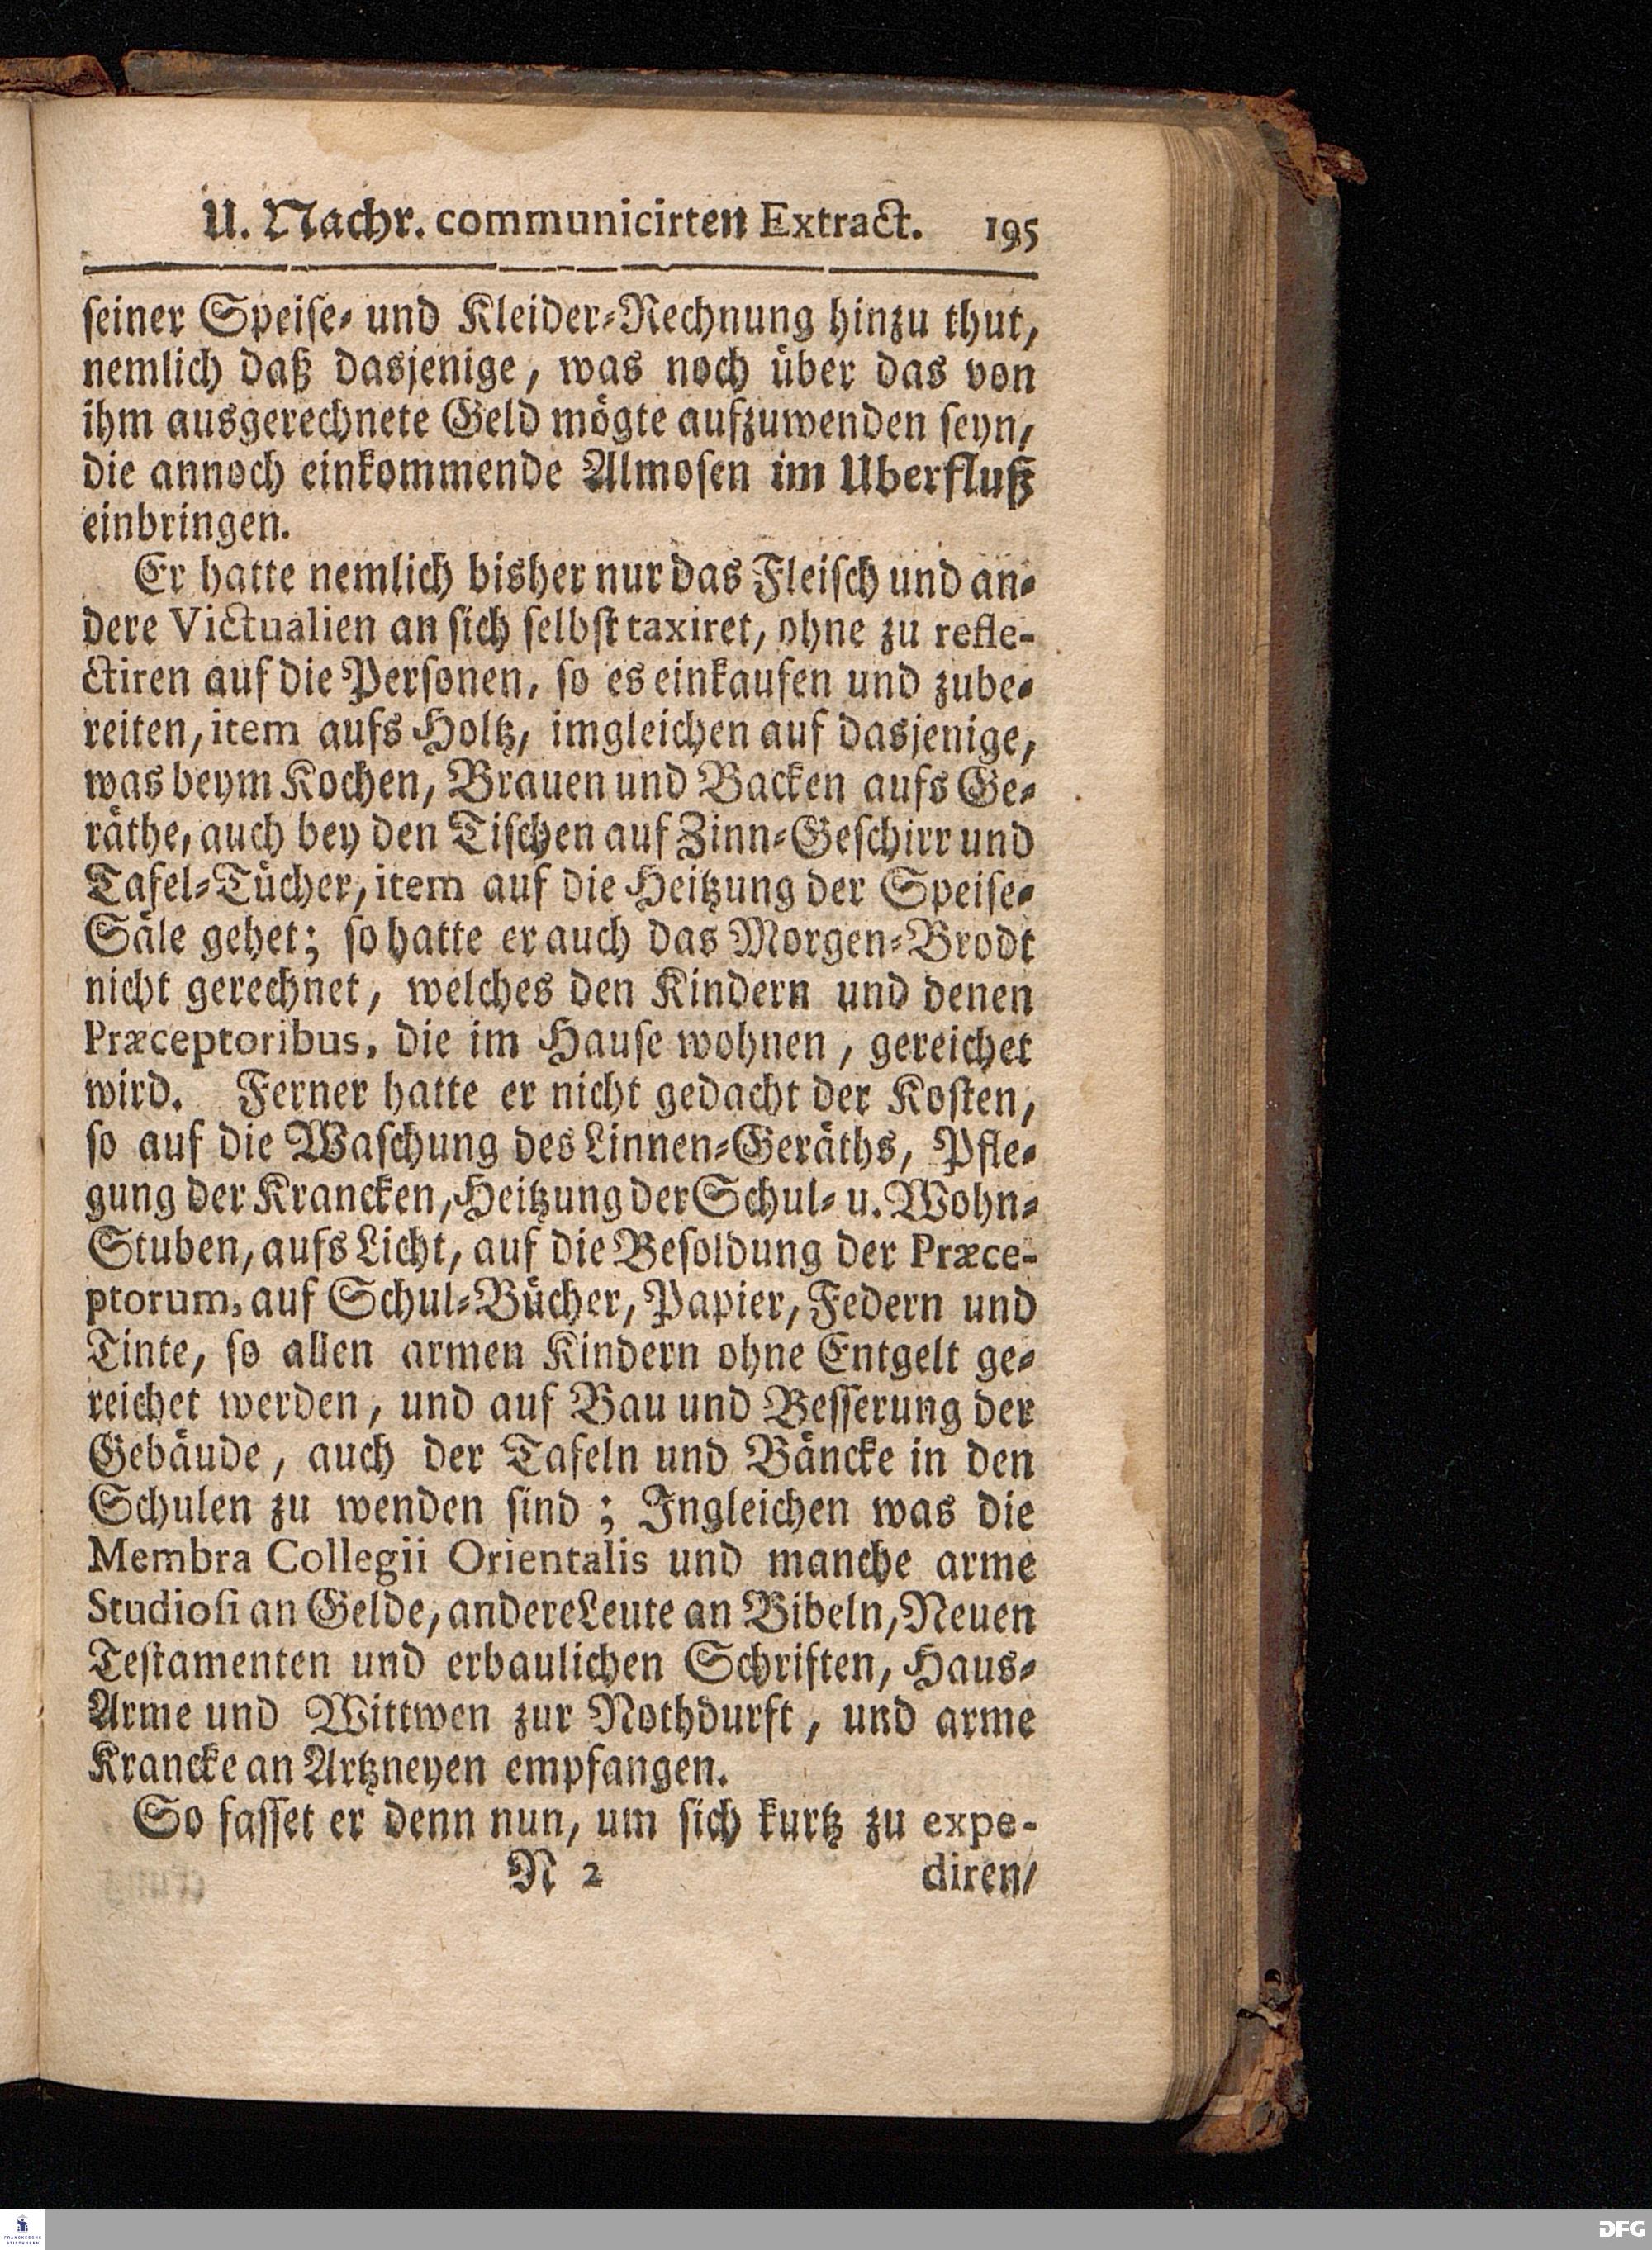 U. Nachr. communicirten Extract. 195
seiner Speise- und Kleider-Rechnung hinzu thut,
nemlich daß dasjenige, was noch über das von
ihm ausgerechnete Geld mögte aufzuwenden seyn,
die annoch einkommende Almosen im Uberfluß
einbringen.
Er hatte nemlich bisher nur das Fleisch und an-
dere Victualien an sich selbst taxiret, ohne zu refle-
ctiren auf die Personen, so es einkaufen und zube-
reiten, item aufs Holtz, imgleichen auf dasjenige,
was beym Kochen, Brauen und Backen aufs Ge-
räthe, auch bey den Tischen auf Zinn-Geschirr und
Tafel-Tücher, item auf die Heitzung der Speise-
Säle gehet; so hatte er auch das Morgen-Brodt
nicht gerechnet, welches den Kindern und denen
Præceptoribus, die im Hause wohnen, gereichet
wird. Ferner hatte er nicht gedacht der Kosten,
so auf die Waschung des Linnen-Geräths, Pfle-
gung der Krancken, Heitzung der Schul- u. Wohn-
Stuben, aufs Licht, auf die Besoldung der Præce-
ptorum, auf Schul-Bücher, Papier, Federn und
Tinte, so allen armen Kindern ohne Entgelt ge-
reichet werden, und auf Bau und Besserung der
Gebäude, auch der Tafeln und Bäncke in den
Schulen zu wenden sind; Ingleichen was die
Membra Collegii Orientalis und manche arme
Studiosi an Gelde, andere Leute an Bibeln, Neuen
Testamenten und erbaulichen Schriften, Haus-
Arme und Wittwen zur Nothdurft, und arme
Krancke an Artzneyen empfangen.
So fasset er denn nun, um sich kurtz zu expe-
N 2 diren/
FRANCKESCHE
STIFTUNGEN
DFG